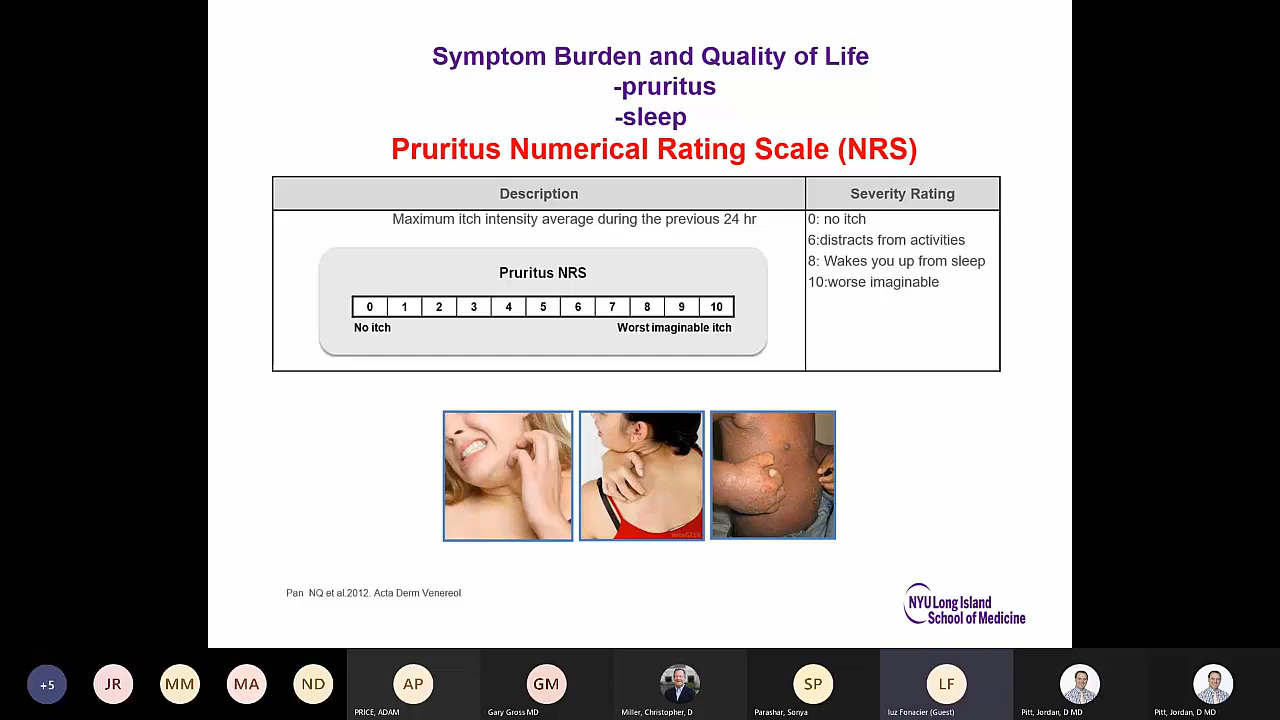 Symptom Burden and Quality of Life
-pruritus
-sleep
Pruritus Numerical Rating Scale (NRS)
Description
Severity Rating
Maximum itch intensity average during the previous 24 hr
0: no itch
6:distracts from activities
8: Wakes you up from sleep
10:worse imaginable
Pruritus NRS
0 1 2 3 4 5 6 7 8 9 10
No itch
Worst imaginable itch
Pan NQ et al.2012. Acta Derm Venereol
NYU Long Island
School of Medicine
+5
JR
MM
MA
ND
AP
GM
SP
LF
PRICE, ADAM
Gary Gross MD
Miller, Christopher, D
Parashar, Sonya
luz Fonacier (Guest)
Pitt, Jordan, D MD
Pitt, Jordan, D MD